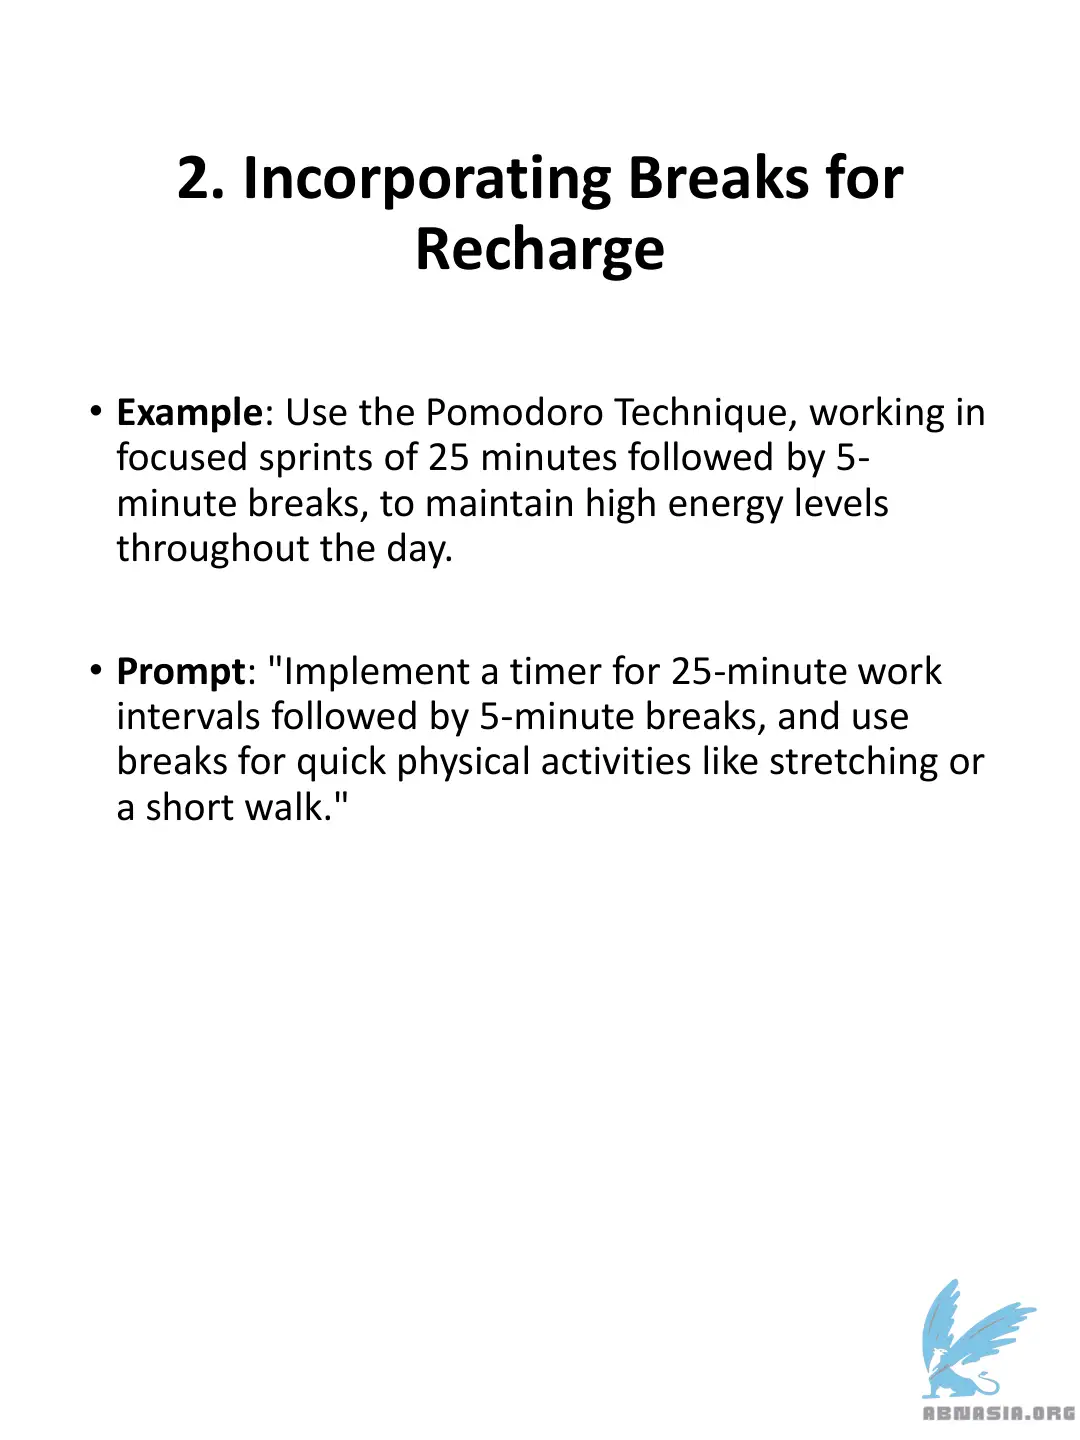 2. Incorporating Breaks for
Recharge
• Example: Use the Pomodoro Technique, working in
focused sprints of 25 minutes followed by 5-
minute breaks, to maintain high energy levels
throughout the day.
• Prompt: "Implement a timer for 25-minute work
intervals followed by 5-minute breaks, and use
breaks for quick physical activities like stretching or
a short walk."
ABNASIA.ORG